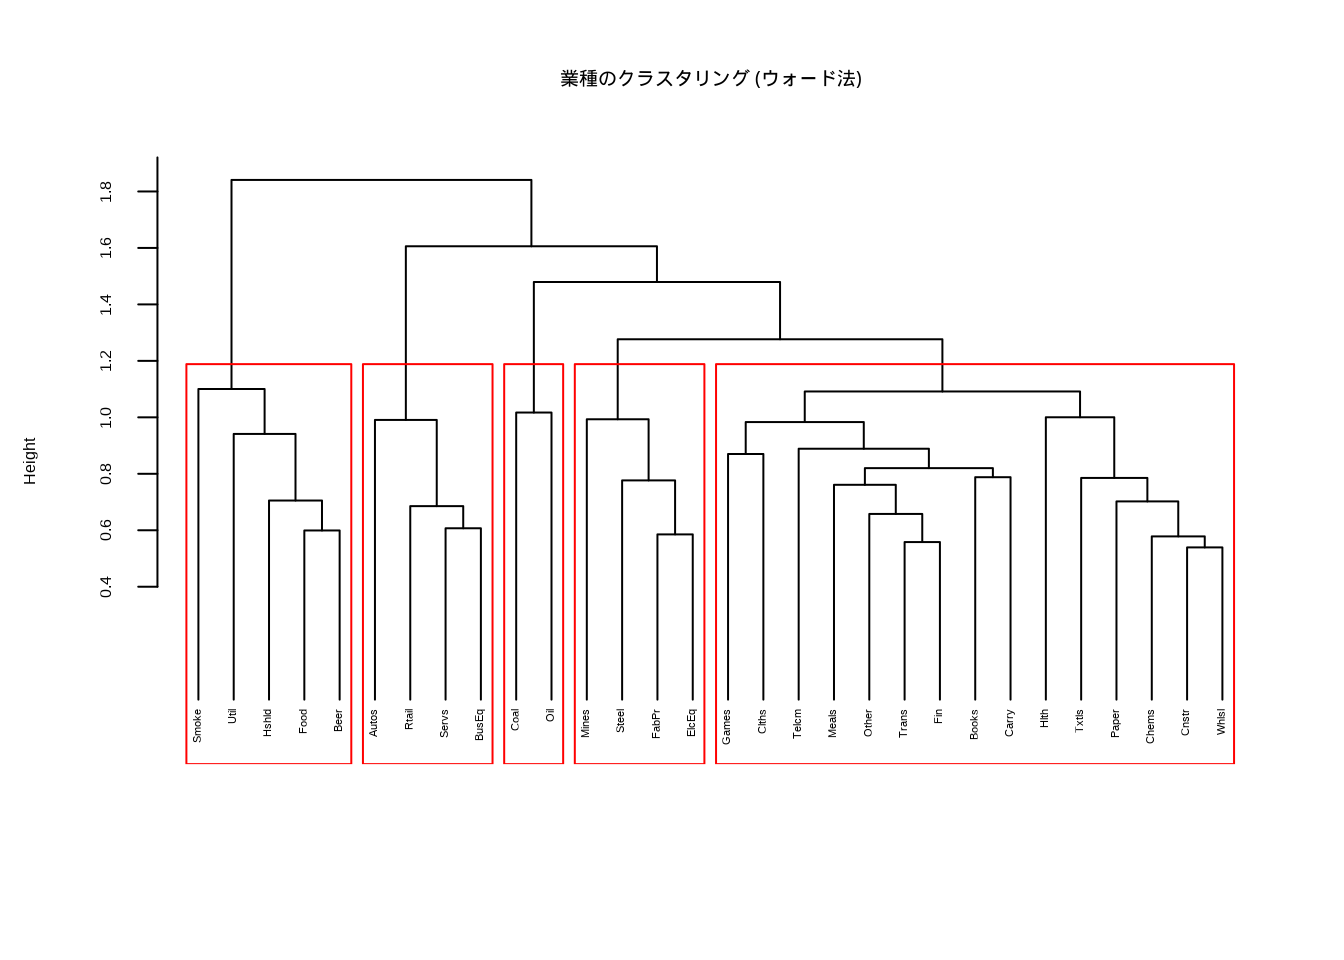 業種のクラスタリング (ウォード法)
Height
1.8
1.6
1.4
1.2
1.0
0.8
0.6
0.4
Smoke
Util
Hshld
Food
Beer
Autos
Rtail
Servs
BusEq
Coal
Oil
Mines
Steel
FabPr
ElcEq
Games
Clths
Telcm
Meals
Other
Trans
Fin
Books
Carry
Hlth
Txtls
Paper
Chems
Cnstr
Whlsl